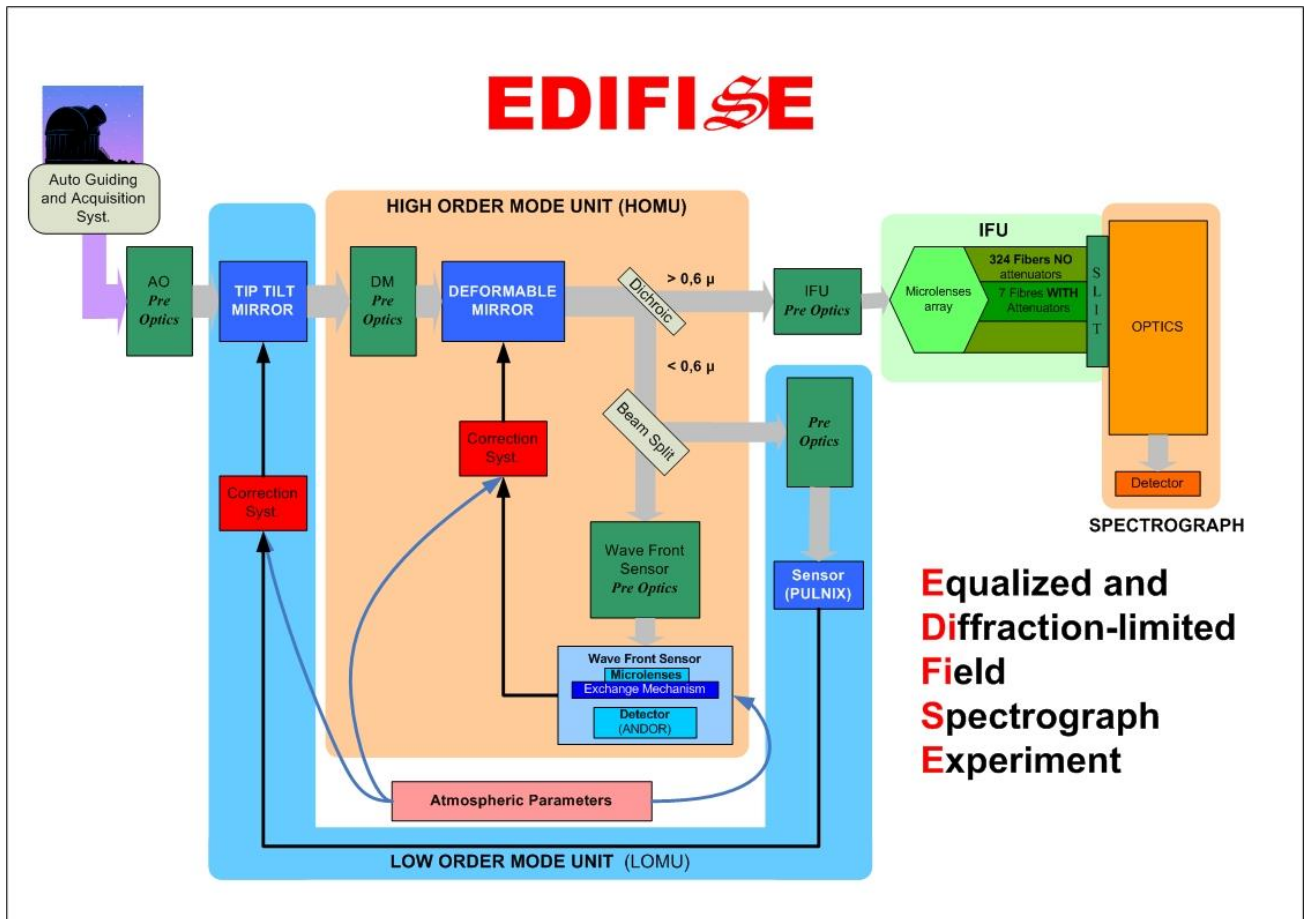 EDIFISE
Auto Guiding
and Acquisition
Syst.
HIGH ORDER MODE UNIT (HOMU)
IFU
AO
Pre
Optics
TIP TILT
MIRROR
DM
Pre
Optics
DEFORMABLE
MIRROR
Dichroic
> 0,6 µ
< 0,6 µ
IFU
Pre Optics
Microlenses
array
324 Fibers NO
attenuators
7 Fibres WITH
Attenuators
SLIT
OPTICS
Detector
SPECTROGRAPH
Beam Split
Pre
Optics
Correction
Syst.
Correction
Syst.
Wave Front
Sensor
Pre Optics
Sensor
(PULNIX)
Wave Front Sensor
Microlenses
Exchange Mechanism
Detector
(ANDOR)
Atmospheric Parameters
LOW ORDER MODE UNIT (LOMU)
Equalized and
Diffraction-limited
Field
Spectrograph
Experiment